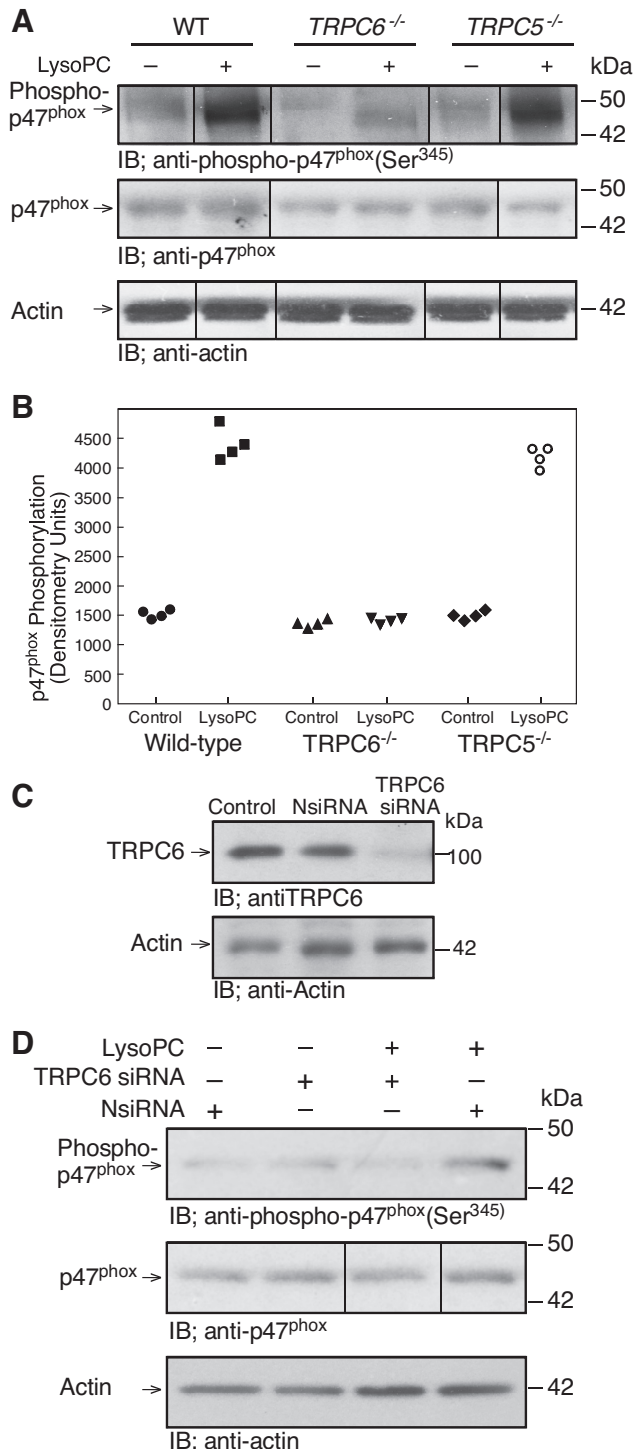 A
WT TRPC6-/- TRPC5-/-
LysoPC − + − + − + kDa
Phospho-
p47phox → 50
42
IB; anti-phospho-p47phox(Ser345)
50
p47phox →
42
IB; anti-p47phox
Actin → 42
IB; anti-actin
B
p47phox Phosphorylation
(Densitometry Units)
4500
4000
3500
3000
2500
2000
1500
1000
500
0
Control LysoPC Control LysoPC Control LysoPC
Wild-type TRPC6-/- TRPC5-/-
C
TRPC6
Control NsiRNA siRNA
kDa
TRPC6 → 100
IB; antiTRPC6
Actin → 42
IB; anti-Actin
D
LysoPC − − + +
TRPC6 siRNA − + + −
NsiRNA + − − +
kDa
50
Phospho-
p47phox →
42
IB; anti-phospho-p47phox(Ser345)
50
p47phox →
42
IB; anti-p47phox
Actin → 42
IB: anti-actin